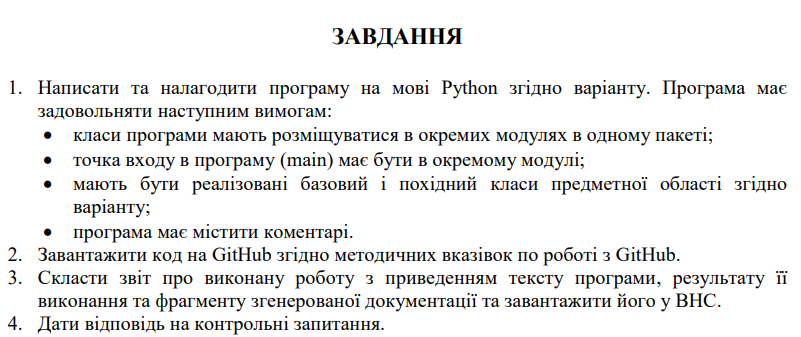 ЗАВДАННЯ
1. Написати та налагодити програму на мові Python згідно варіанту. Програма має
задовольняти наступним вимогам:
• класи програми мають розміщуватися в окремих модулях в одному пакеті;
• точка входу в програму (main) має бути в окремому модулі;
• мають бути реалізовані базовий і похідний класи предметної області згідно
варіанту;
• програма має містити коментарі.
2. Завантажити код на GitHub згідно методичних вказівок по роботі з GitHub.
3. Скласти звіт про виконану роботу з приведенням тексту програми, результату її
виконання та фрагменту згенерованої документації та завантажити його у ВНС.
4. Дати відповідь на контрольні запитання.